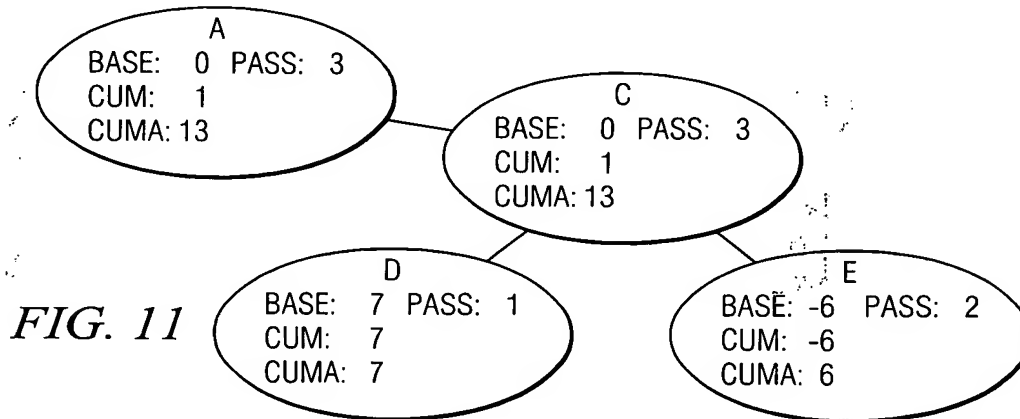 A
BASE: 0 PASS: 3
CUM: 1
CUMA: 13
C
BASE: 0 PASS: 3
CUM: 1
CUMA: 13
D
BASE: 7 PASS: 1
CUM: 7
CUMA: 7
E
BASE: -6 PASS: 2
CUM: -6
CUMA: 6
FIG. 11